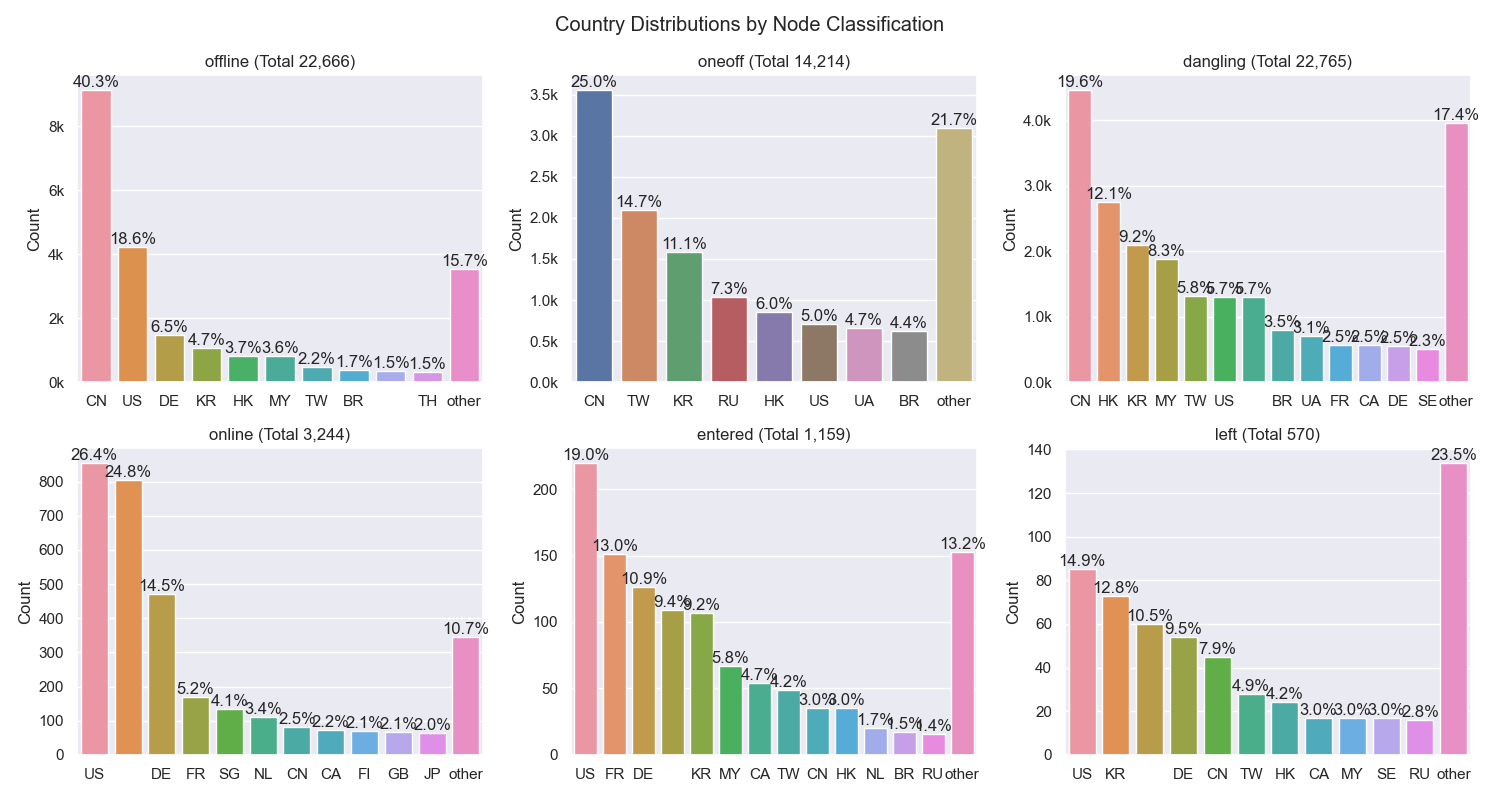 Country Distributions by Node Classification
offline (Total 22,666)
Count
8k
6k
4k
2k
0k
40.3%
18.6%
6.5%
4.7%
3.7%
3.6%
2.2%
1.7%
1.5%
1.5%
15.7%
CN US DE KR HK MY TW BR TH other
oneoff (Total 14,214)
Count
3.5k
3.0k
2.5k
2.0k
1.5k
1.0k
0.5k
0.0k
25.0%
14.7%
11.1%
7.3%
6.0%
5.0%
4.7%
4.4%
21.7%
CN TW KR RU HK US UA BR other
dangling (Total 22,765)
Count
4.0k
3.0k
2.0k
1.0k
0.0k
19.6%
12.1%
9.2%
8.3%
5.8%
5.7%
5.7%
3.5%
3.1%
2.5%
2.5%
2.5%
2.3%
17.4%
CN HK KR MY TW US BR UA FR CA DE SE other
online (Total 3,244)
Count
800
700
600
500
400
300
200
100
0
26.4%
24.8%
14.5%
5.2%
4.1%
3.4%
2.5%
2.2%
2.1%
2.1%
2.0%
10.7%
US DE FR SG NL CN CA FI GB JP other
entered (Total 1,159)
Count
200
150
100
50
0
19.0%
13.0%
10.9%
9.4%
9.2%
5.8%
4.7%
4.2%
3.0%
3.0%
1.7%
1.5%
1.4%
13.2%
US FR DE KR MY CA TW CN HK NL BR RU other
left (Total 570)
Count
140
120
100
80
60
40
20
0
14.9%
12.8%
10.5%
9.5%
7.9%
4.9%
4.2%
3.0%
3.0%
3.0%
2.8%
23.5%
US KR DE CN TW HK CA MY SE RU other